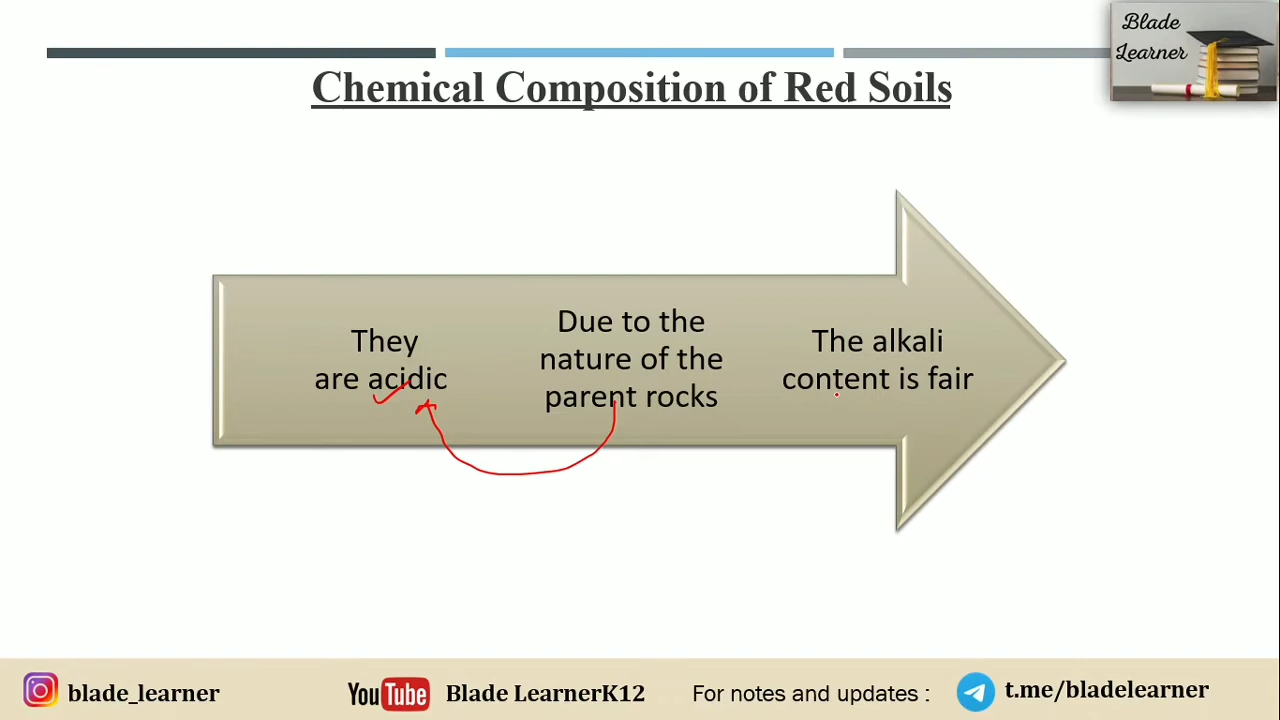 Blade
Learner
Chemical Composition of Red Soils
They
are acidic
Due to the
nature of the
parent rocks
The alkali
content is fair
blade_learner
YouTube
Blade LearnerK12
For notes and updates :
t.me/bladelearner